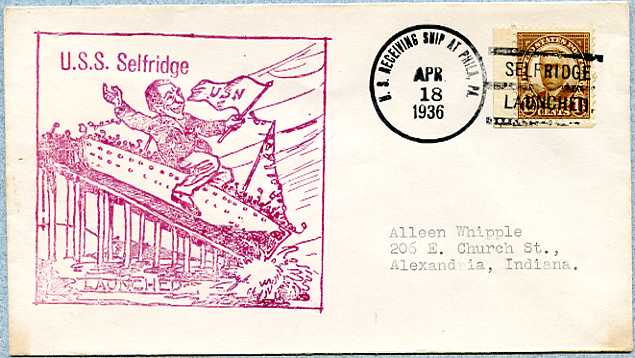 U.S.S. Selfridge
USN
LAUNCHED
U. S. RECEIVING SHIP AT PHILA, PA.
APR
18
1936
SELFRIDGE
LAUNCHED
CENTS
Alleen Whipple
206 E. Church St.,
Alexandria, Indiana.